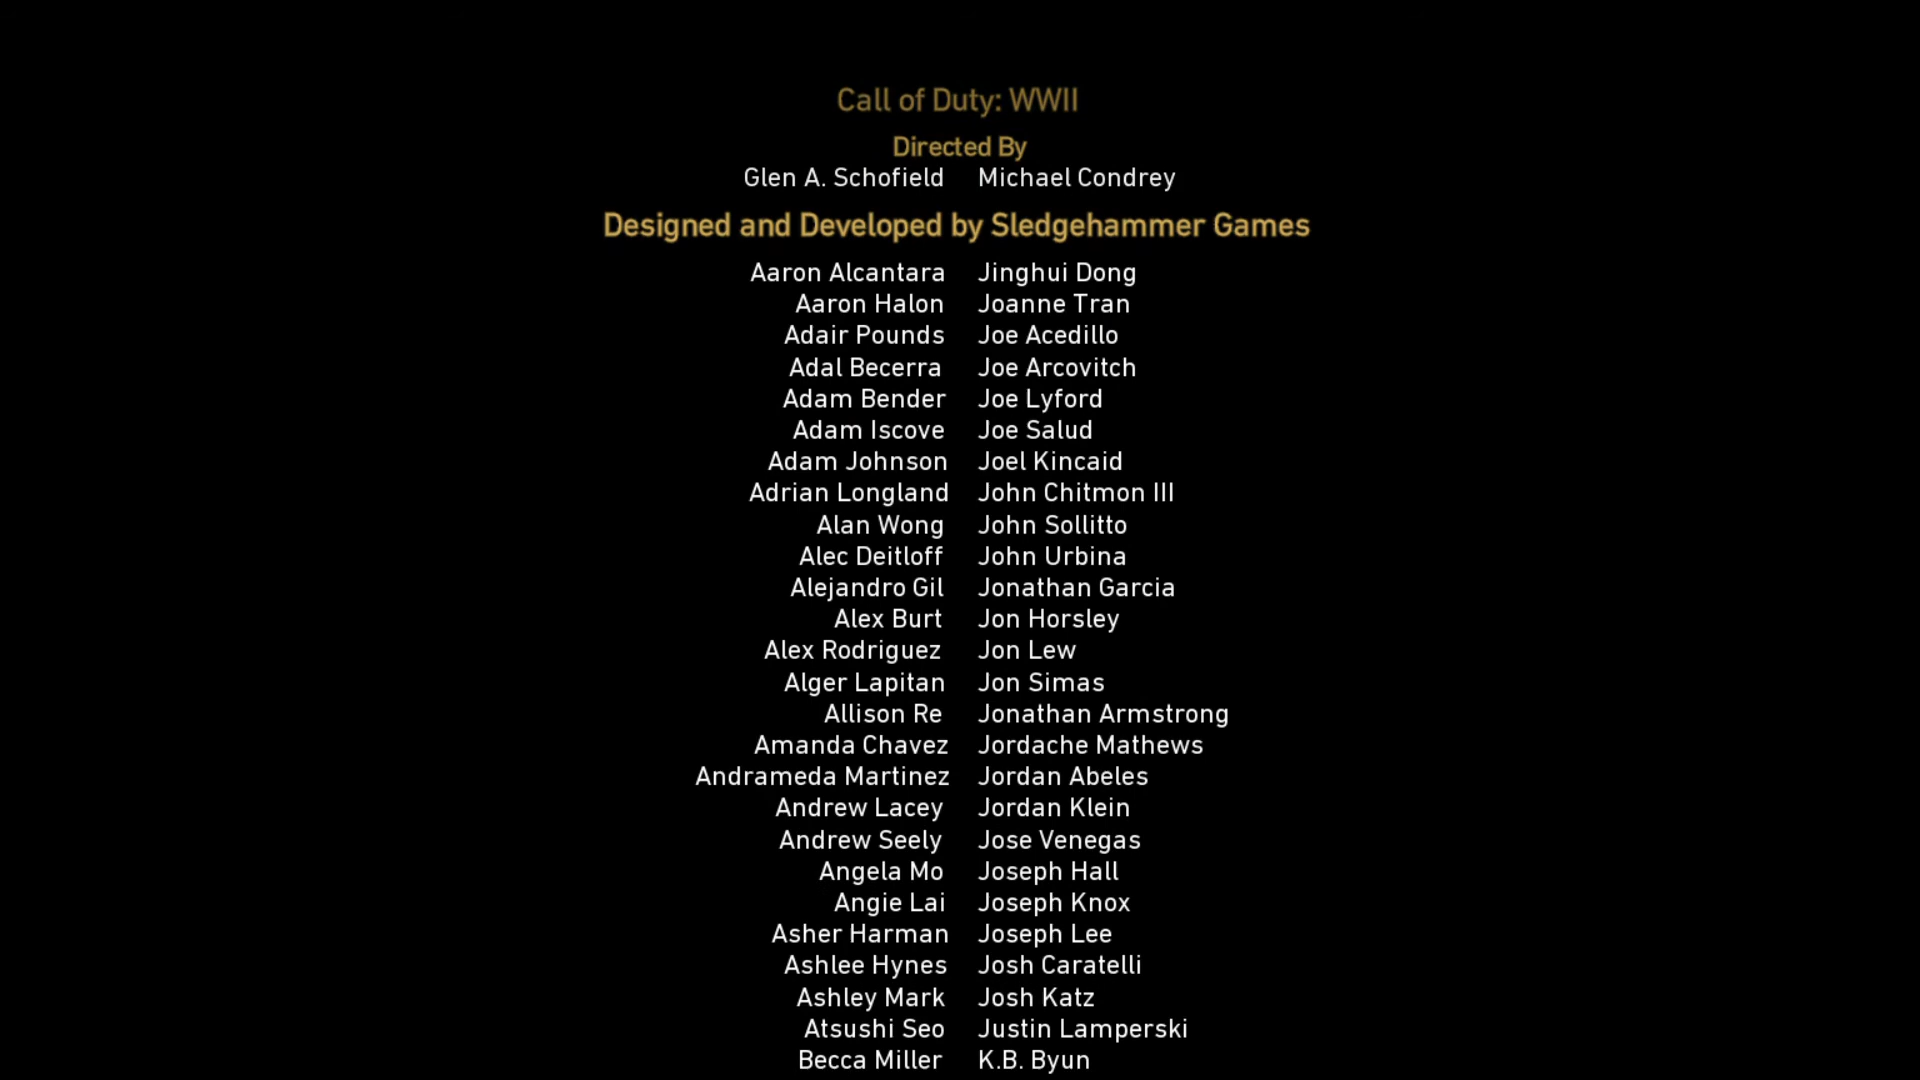 Call of Duty: WWII
Directed By
Glen A. Schofield Michael Condrey
Designed and Developed by Sledgehammer Games
Aaron Alcantara Jinghui Dong
Aaron Halon Joanne Tran
Adair Pounds Joe Acedillo
Adal Becerra Joe Arcovitch
Adam Bender Joe Lyford
Adam Iscove Joe Salud
Adam Johnson Joel Kincaid
Adrian Longland John Chitmon III
Alan Wong John Sollitto
Alec Deitloff John Urbina
Alejandro Gil Jonathan Garcia
Alex Burt Jon Horsley
Alex Rodriguez Jon Lew
Alger Lapitan Jon Simas
Allison Re Jonathan Armstrong
Amanda Chavez Jordache Mathews
Andrameda Martinez Jordan Abeles
Andrew Lacey Jordan Klein
Andrew Seely Jose Venegas
Angela Mo Joseph Hall
Angie Lai Joseph Knox
Asher Harman Joseph Lee
Ashlee Hynes Josh Caratelli
Ashley Mark Josh Katz
Atsushi Seo Justin Lamperski
Becca Miller K.B. Byun